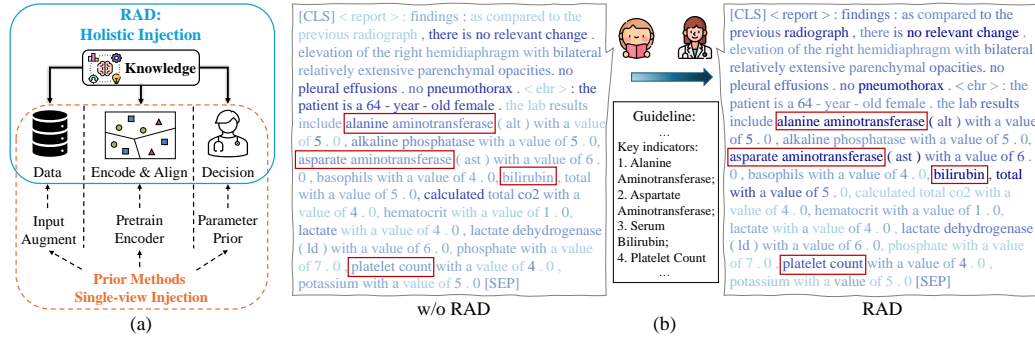 RAD:
Holistic Injection
Knowledge
Data
Encode & Align
Decision
Input
Augment
Pretrain
Encoder
Parameter
Prior
Prior Methods
Single-view Injection
(a)
[CLS] < report > : findings : as compared to the
previous radiograph , there is no relevant change .
elevation of the right hemidiaphragm with bilateral
relatively extensive parenchymal opacities. no
pleural effusions . no pneumothorax . < ehr > : the
patient is a 64 - year - old female . the lab results
include alanine aminotransferase ( alt ) with a value
of 5 . 0 , alkaline phosphatase with a value of 5 . 0 ,
asparate aminotransferase ( ast ) with a value of 6 .
0 , basophils with a value of 4 . 0, bilirubin , total
with a value of 5 . 0, calculated total co2 with a
value of 4 . 0, hematocrit with a value of 1 . 0 ,
lactate with a value of 4 . 0 , lactate dehydrogenase
( ld ) with a value of 6 . 0, phosphate with a value
of 7 . 0 , platelet count with a value of 4 . 0 ,
potassium with a value of 5 . 0 [SEP]
w/o RAD
Guideline:
...
Key indicators:
1. Alanine
Aminotransferase;
2. Aspartate
Aminotransferase;
3. Serum
Bilirubin;
4. Platelet Count
...
(b)
[CLS] < report > : findings : as compared to the
previous radiograph , there is no relevant change .
elevation of the right hemidiaphragm with bilateral
relatively extensive parenchymal opacities. no
pleural effusions . no pneumothorax . < ehr > : the
patient is a 64 - year - old female . the lab results
include alanine aminotransferase ( alt ) with a value
of 5 . 0 , alkaline phosphatase with a value of 5 . 0 ,
asparate aminotransferase ( ast ) with a value of 6 .
0 , basophils with a value of 4 . 0, bilirubin , total
with a value of 5 . 0, calculated total co2 with a
value of 4 . 0, hematocrit with a value of 1 . 0 ,
lactate with a value of 4 . 0 , lactate dehydrogenase
( ld ) with a value of 6 . 0, phosphate with a value
of 7 . 0 , platelet count with a value of 4 . 0 ,
potassium with a value of 5 . 0 [SEP]
RAD